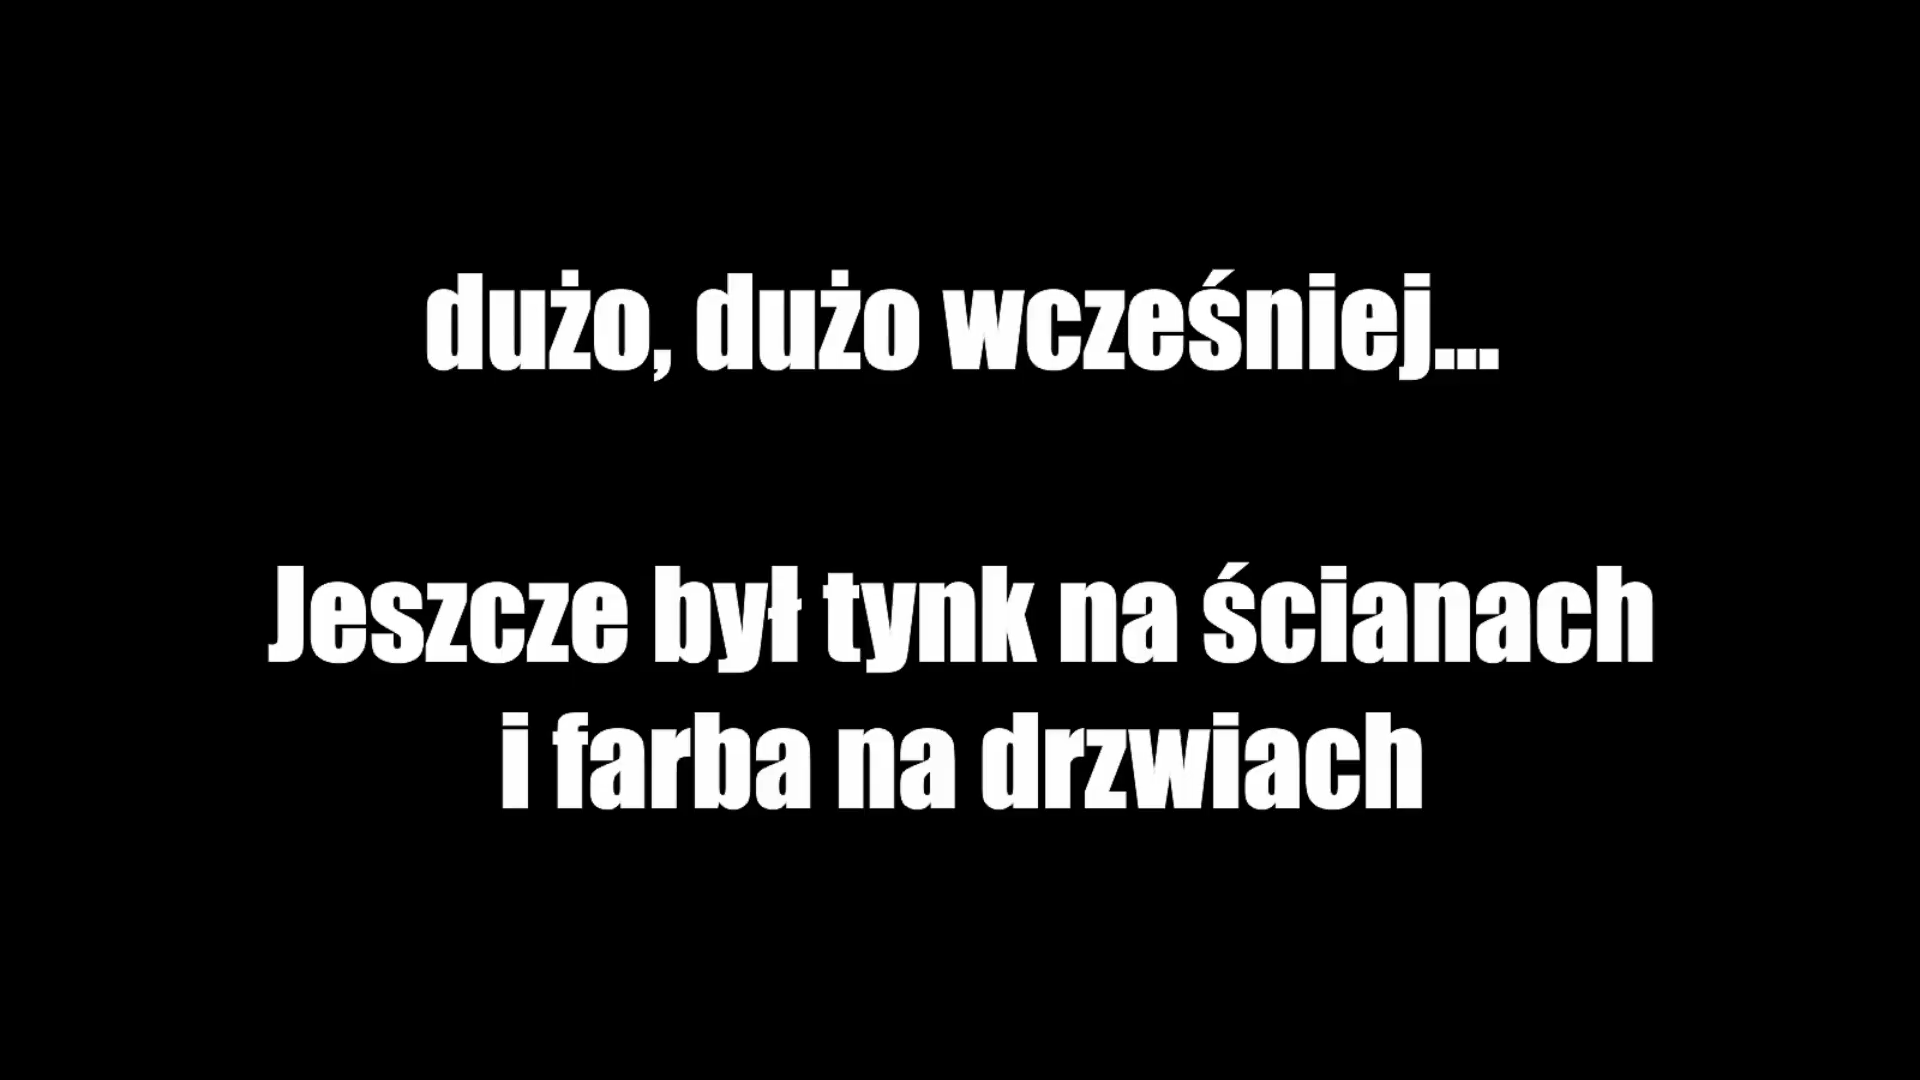 dużo, dużo wcześniej...
Jeszcze był tynk na ścianach
i farba na drzwiach